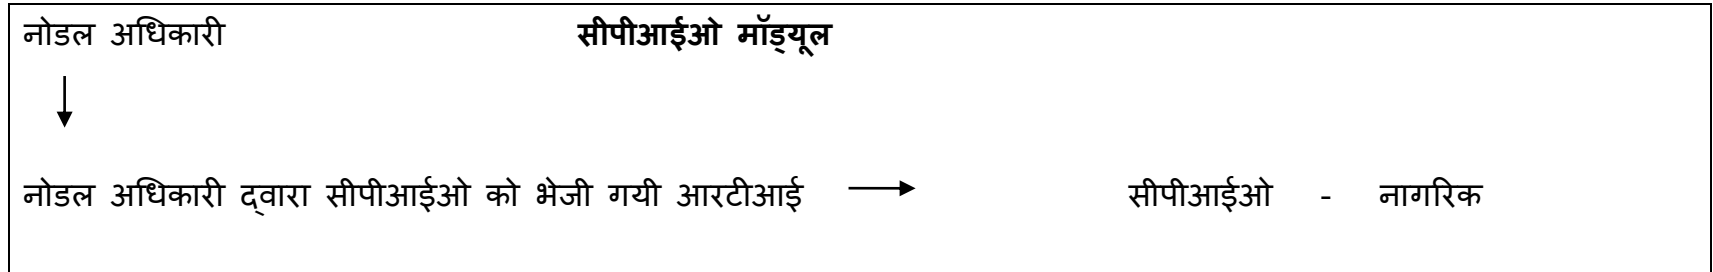 नोडल अधिकारी सीपीआईओ मॉड्यूल
नोडल अधिकारी द्वारा सीपीआईओ को भेजी गयी आरटीआई सीपीआईओ - नागरिक